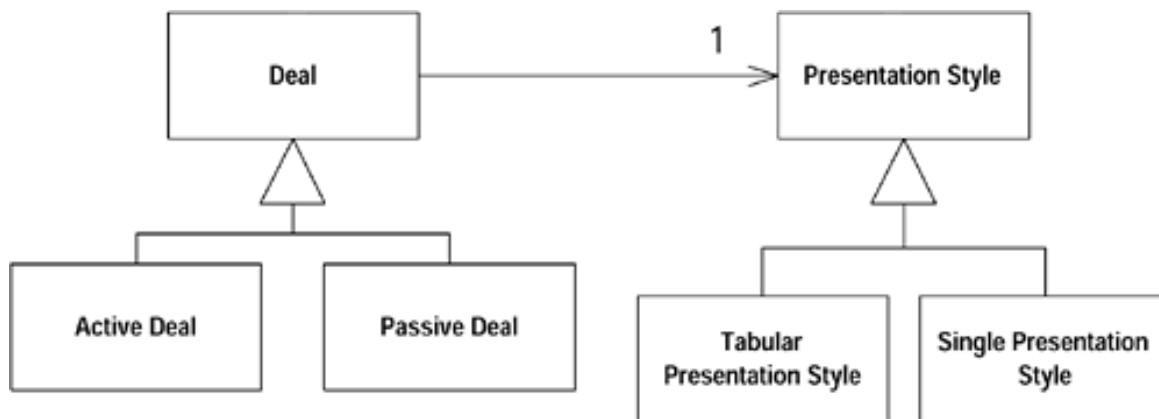 1
Deal
Presentation Style
Active Deal
Passive Deal
Tabular
Presentation Style
Single Presentation
Style